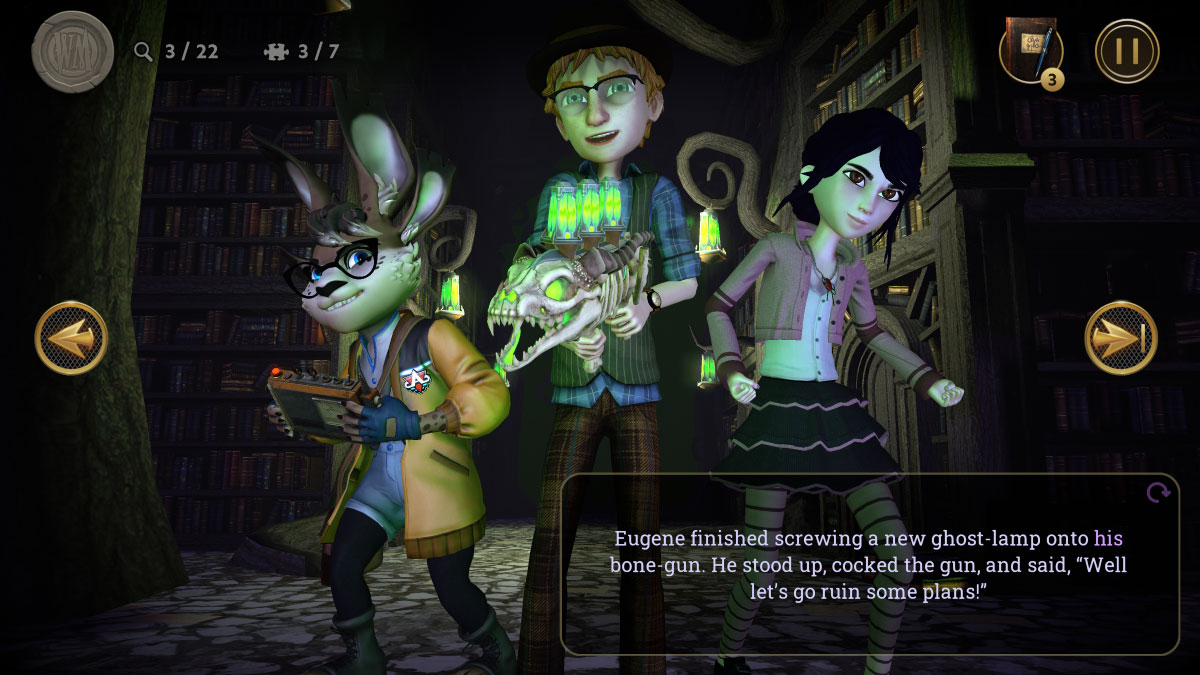 WZM
3 / 22
3 / 7
3
A
Eugene finished screwing a new ghost-lamp onto his
bone-gun. He stood up, cocked the gun, and said, “Well
let’s go ruin some plans!”